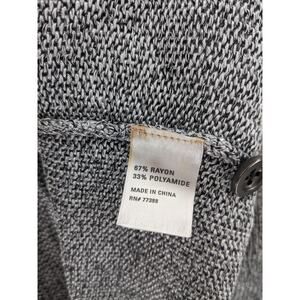 67% RAYON
33% POLYAMIDE
MADE IN CHINA
RN# 77388